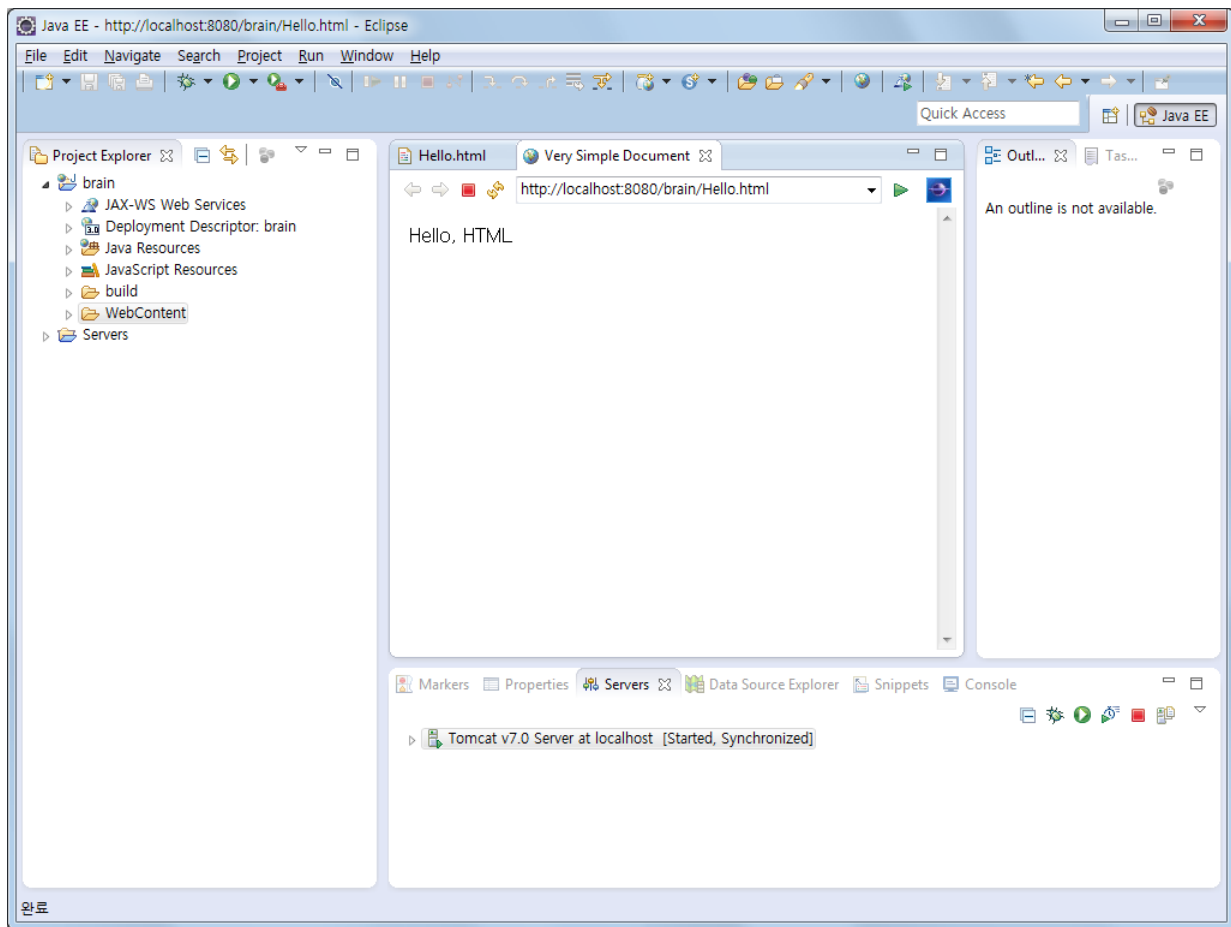 Java EE - http://localhost:8080/brain/Hello.html - Eclipse
File Edit Navigate Search Project Run Window Help
Quick Access
Java EE
Project Explorer
brain
JAX-WS Web Services
Deployment Descriptor: brain
Java Resources
JavaScript Resources
build
WebContent
Servers
Hello.html Very Simple Document
http://localhost:8080/brain/Hello.html
Hello, HTML
Outl... Tas...
An outline is not available.
Markers Properties Servers Data Source Explorer Snippets Console
Tomcat v7.0 Server at localhost [Started, Synchronized]
완료